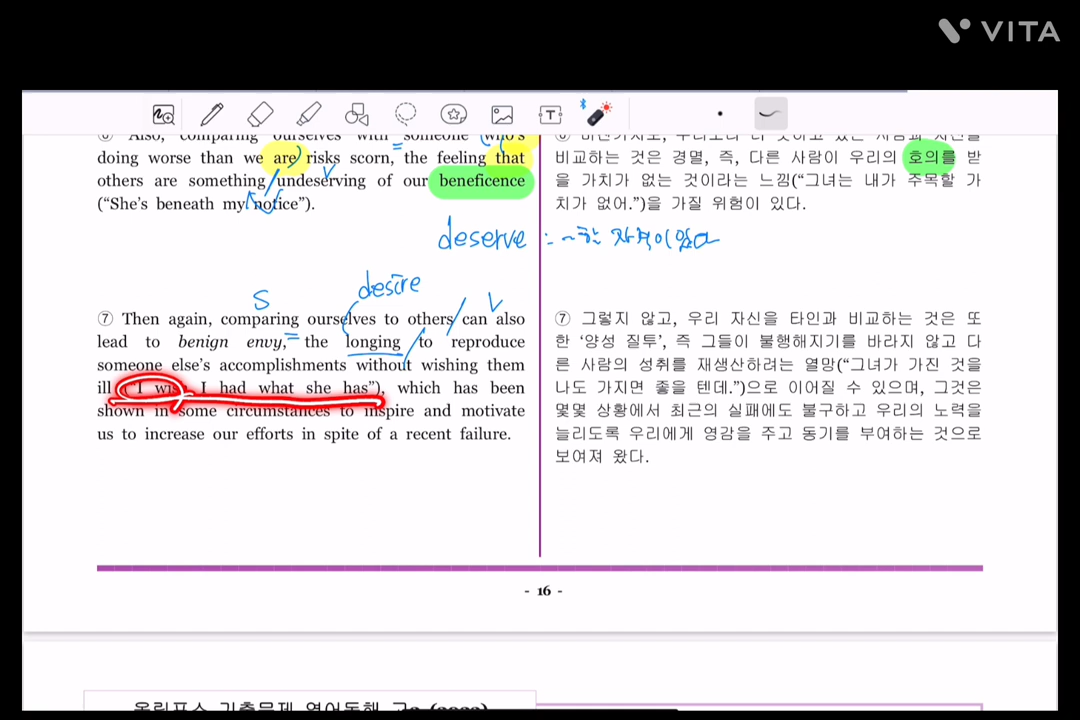 VITA
T
⑥ Also, comparing ourselves with someone who's
doing worse than we are risks scorn, the feeling that
others are something undeserving of our beneficence
(“She’s beneath my notice”).
비교하는 것은 경멸, 즉, 다른 사람이 우리의 호의를 받
을 가치가 없는 것이라는 느낌(“그녀는 내가 주목할 가
치가 없어.”)을 가질 위험이 있다.
deserve : ~할 자격이 있다
desire
S
V
⑦ Then again, comparing ourselves to others can also
lead to benign envy, the longing to reproduce
someone else’s accomplishments without wishing them
ill (“I wish I had what she has”), which has been
shown in some circumstances to inspire and motivate
us to increase our efforts in spite of a recent failure.
⑦ 그렇지 않고, 우리 자신을 타인과 비교하는 것은 또
한 ‘양성 질투’, 즉 그들이 불행해지기를 바라지 않고 다
른 사람의 성취를 재생산하려는 열망(“그녀가 가진 것을
나도 가지면 좋을 텐데.”)으로 이어질 수 있으며, 그것은
몇몇 상황에서 최근의 실패에도 불구하고 우리의 노력을
늘리도록 우리에게 영감을 주고 동기를 부여하는 것으로
보여져 왔다.
- 16 -
올림포스 기출문제 영어독해